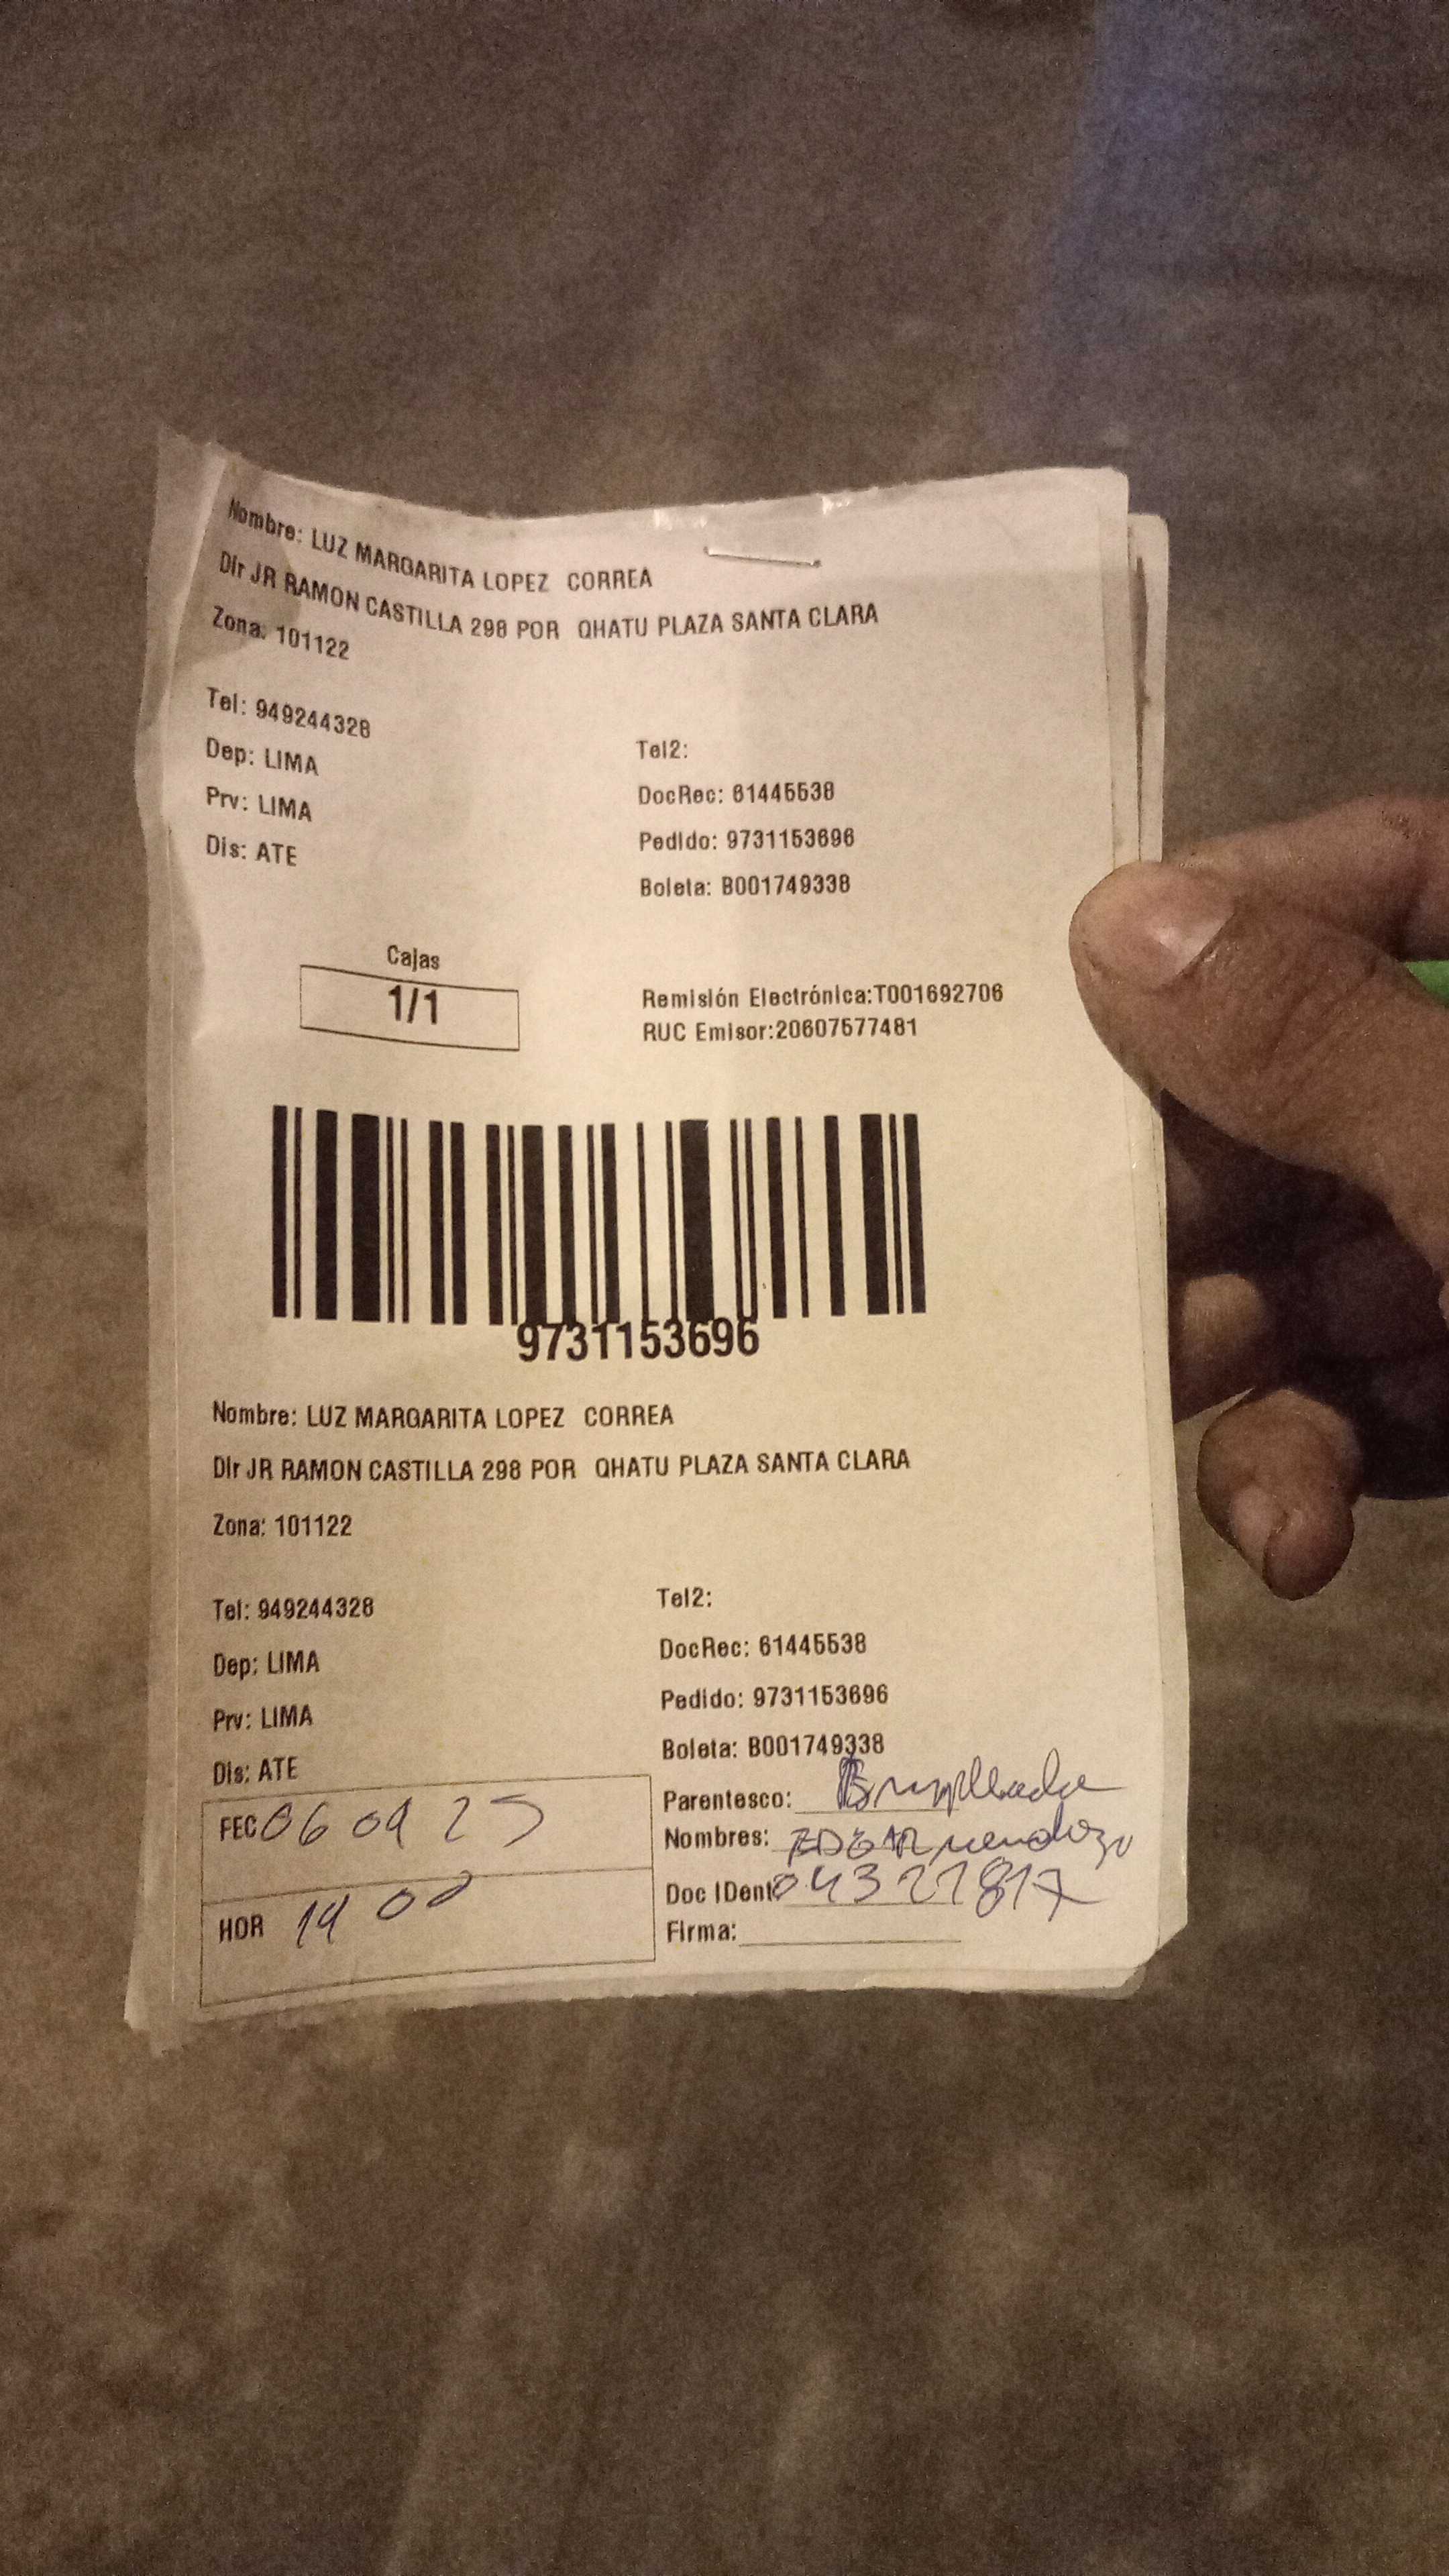 Nombre: LUZ MARGARITA LOPEZ CORREA
Dir JR RAMON CASTILLA 298 POR QHATU PLAZA SANTA CLARA
Zona: 101122
Tel: 949244328
Tel2:
Dep: LIMA
DocRec: 61445538
Prv: LIMA
Pedido: 9731153696
Dis: ATE
Boleta: B001749338
Cajas
1/1
Remisión Electrónica:T001692706
RUC Emisor:20607577481
9731153696
Nombre: LUZ MARGARITA LOPEZ CORREA
Dir JR RAMON CASTILLA 298 POR QHATU PLAZA SANTA CLARA
Zona: 101122
Tel: 949244328
Tel2:
Dep: LIMA
DocRec: 61445538
Prv: LIMA
Pedido: 9731153696
Dis: ATE
Boleta: B001749338
FEC 06 09 25
Parentesco: Empleada
Nombres: EDGAR mendoza
HOR 14 00
Doc IDent: 04321817
Firma: